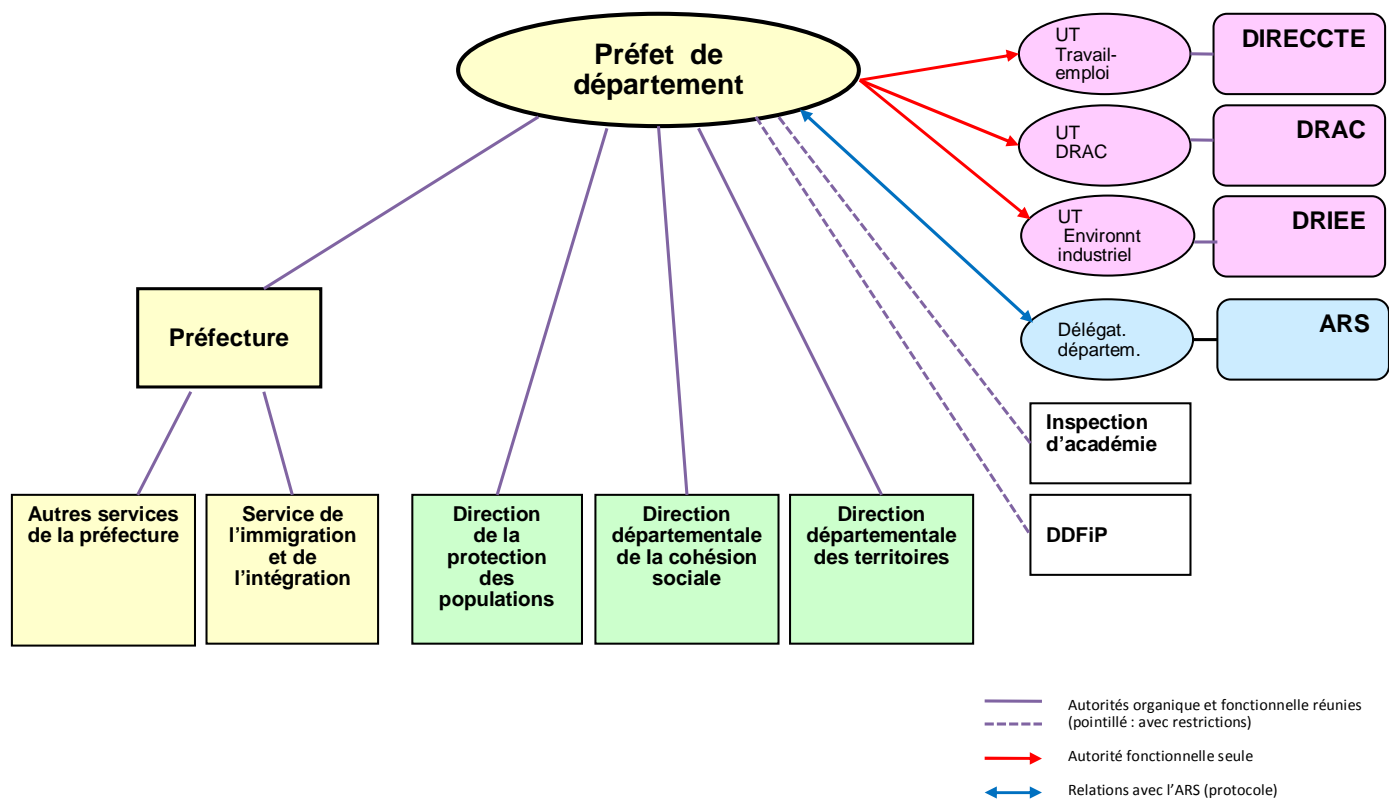 Préfet de
département
UT
Travail-
emploi
DIRECCTE
UT
DRAC
DRAC
UT
Environnt
industriel
DRIEE
Délégat.
départem.
ARS
Préfecture
Inspection
d’académie
DDFiP
Autres services
de la préfecture
Service de
l’immigration
et de
l’intégration
Direction
de la
protection
des
populations
Direction
départementale
de la cohésion
sociale
Direction
départementale
des territoires
Autorités organique et fonctionnelle réunies
(pointillé : avec restrictions)
Autorité fonctionnelle seule
Relations avec l’ARS (protocole)